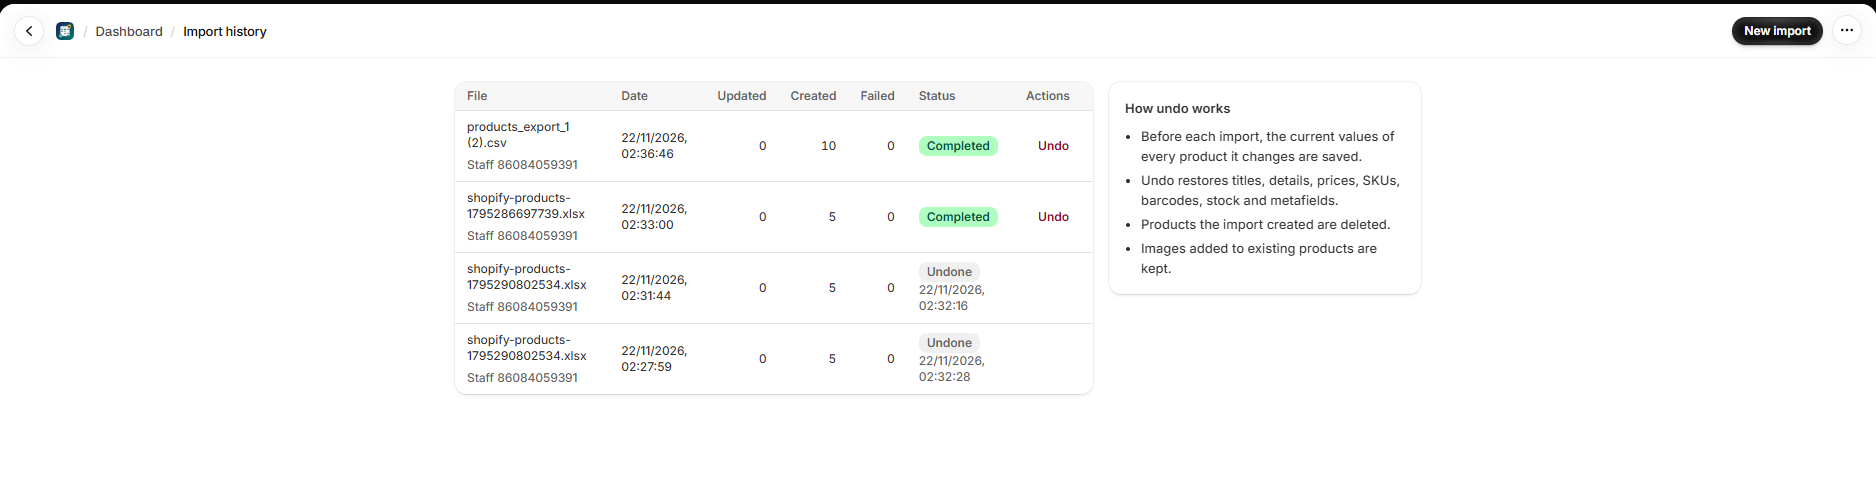 / Dashboard / Import history
New import
File Date Updated Created Failed Status Actions
products_export_1
(2).csv
Staff 86084059391
22/11/2026,
02:36:46
0 10 0 Completed Undo
shopify-products-
1795286697739.xlsx
Staff 86084059391
22/11/2026,
02:33:00
0 5 0 Completed Undo
shopify-products-
1795290802534.xlsx
Staff 86084059391
22/11/2026,
02:31:44
0 5 0
Undone
22/11/2026,
02:32:16
shopify-products-
1795290802534.xlsx
Staff 86084059391
22/11/2026,
02:27:59
0 5 0
Undone
22/11/2026,
02:32:28
How undo works
• Before each import, the current values of
every product it changes are saved.
• Undo restores titles, details, prices, SKUs,
barcodes, stock and metafields.
• Products the import created are deleted.
• Images added to existing products are
kept.